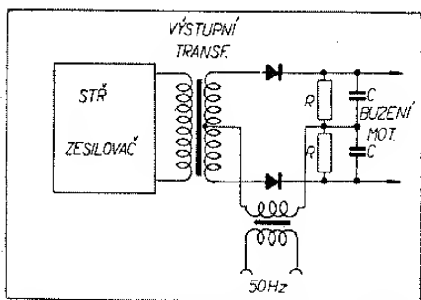 VÝSTUPNÍ
TRANSF.
STŘ
ZESILOVAČ
R
C
BUZENÍ
MOT.
R
C
50Hz